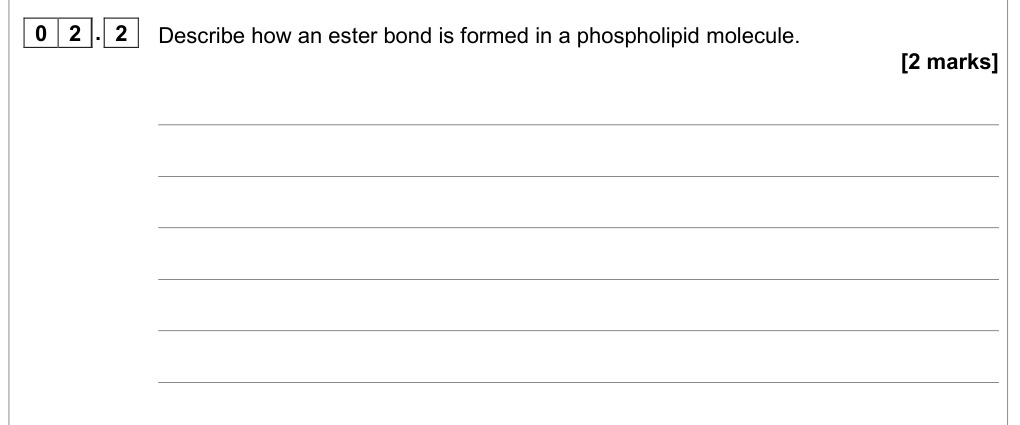 0 2 . 2 Describe how an ester bond is formed in a phospholipid molecule.
[2 marks]